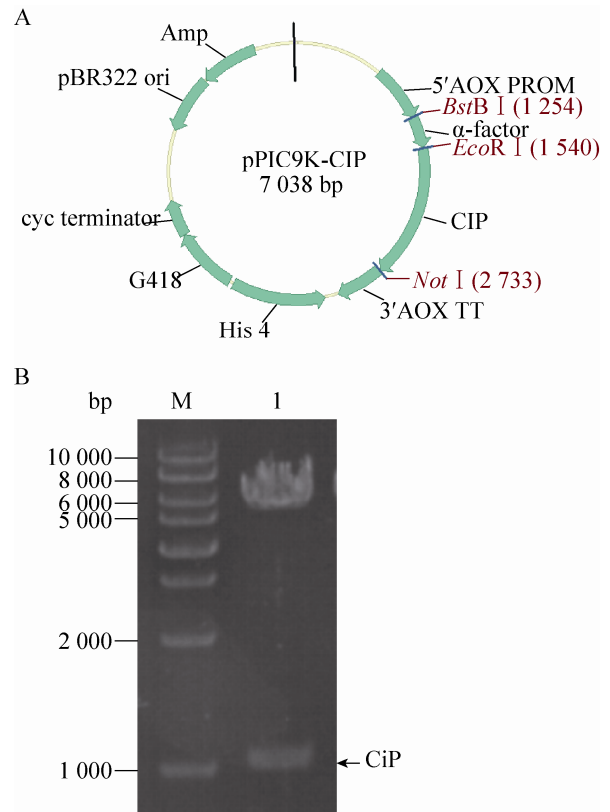 A
Amp
pBR322 ori
5′AOX PROM
BstB Ⅰ (1 254)
α-factor
EcoR Ⅰ (1 540)
pPIC9K-CIP
7 038 bp
CIP
cyc terminator
Not Ⅰ (2 733)
G418
3′AOX TT
His 4
B
bp M 1
10 000
8 000
6 000
5 000
2 000
CiP
1 000